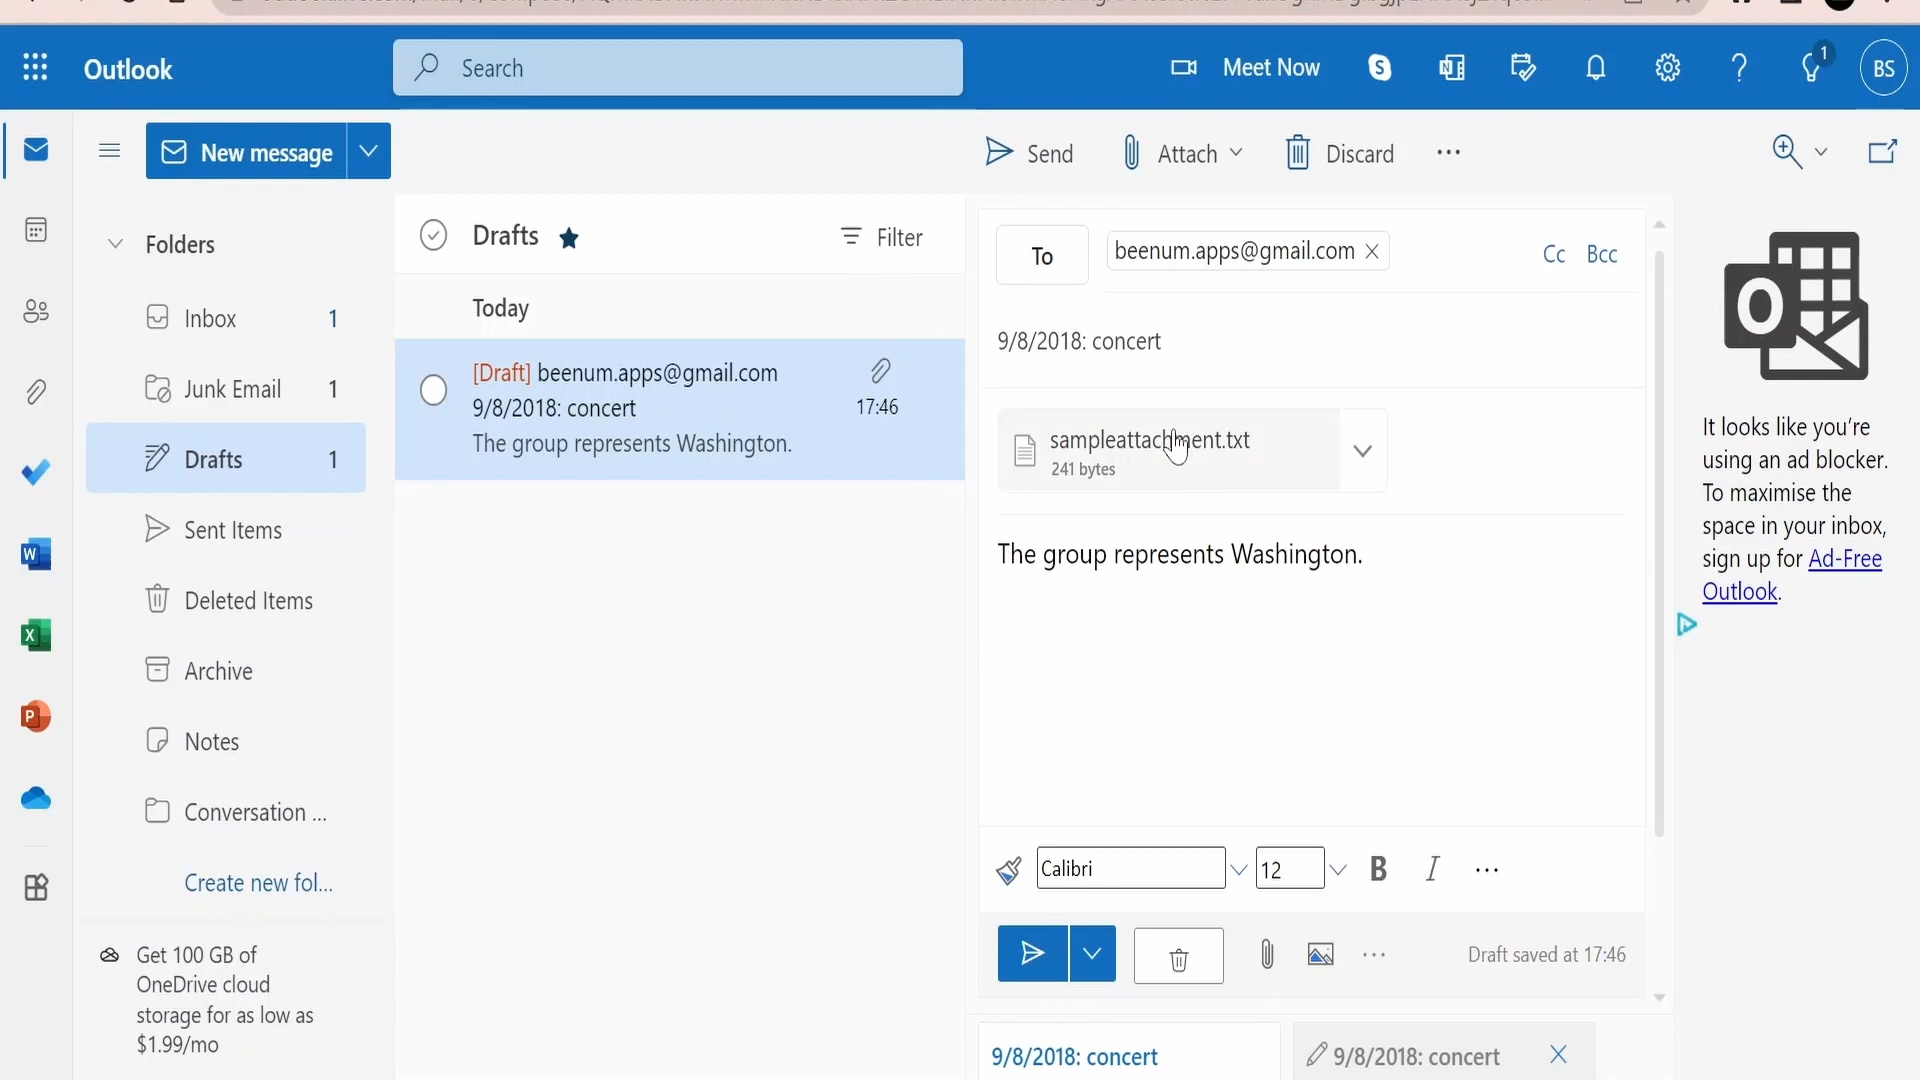 Outlook
Search
Meet Now
1
BS
New message
Send
Attach
Discard
Folders
Inbox 1
Junk Email 1
Drafts 1
Sent Items
Deleted Items
Archive
Notes
Conversation ...
Create new fol...
Get 100 GB of
OneDrive cloud
storage for as low as
$1.99/mo
Drafts
Filter
Today
[Draft] beenum.apps@gmail.com
9/8/2018: concert 17:46
The group represents Washington.
To
beenum.apps@gmail.com
Cc Bcc
9/8/2018: concert
sampleattachment.txt
241 bytes
The group represents Washington.
Calibri
12
B I ...
Draft saved at 17:46
9/8/2018: concert
9/8/2018: concert
It looks like you're
using an ad blocker.
To maximise the
space in your inbox,
sign up for Ad-Free
Outlook.